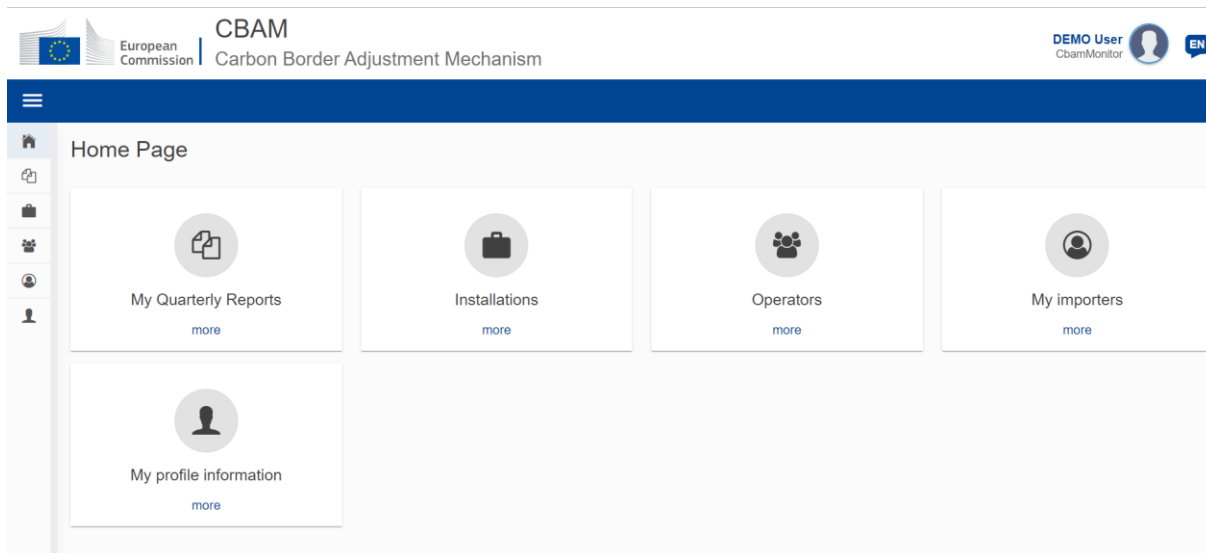 CBAM
European
Commission
Carbon Border Adjustment Mechanism
DEMO User
CbamMonitor
EN
Home Page
My Quarterly Reports
more
Installations
more
Operators
more
My importers
more
My profile information
more